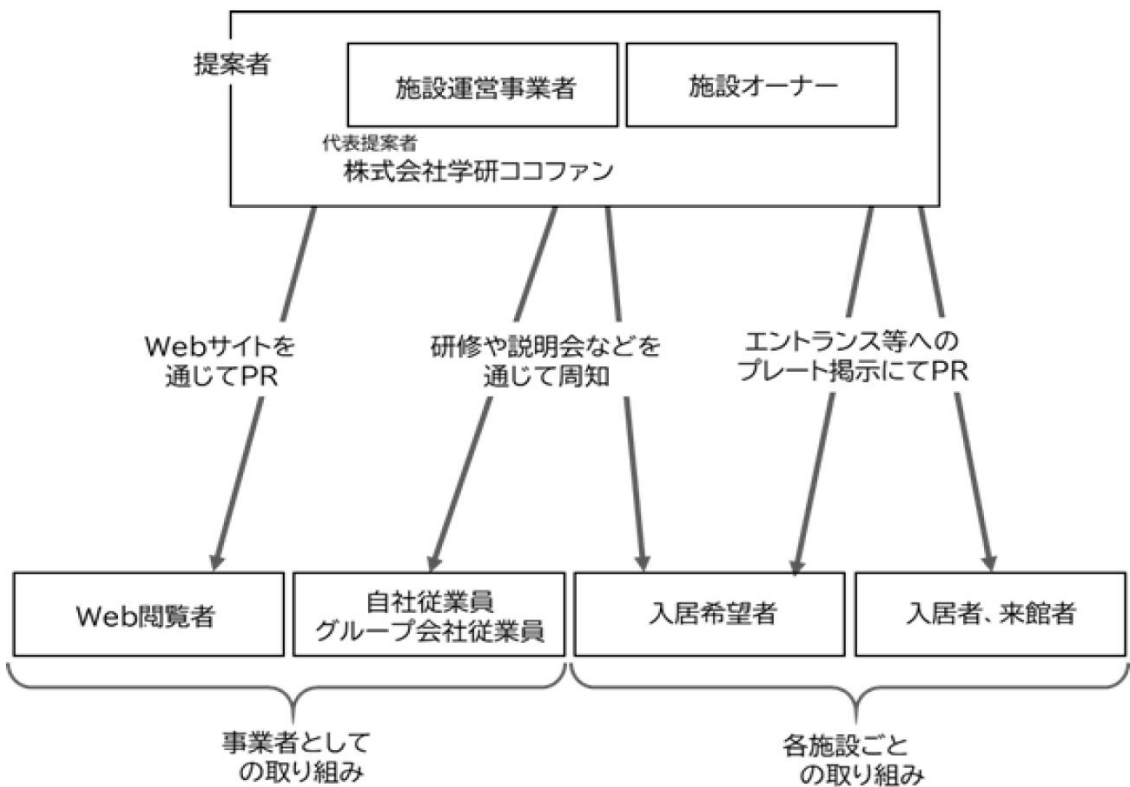 提案者
施設運営事業者
施設オーナー
代表提案者
株式会社学研ココファン
Webサイトを
通じてPR
研修や説明会などを
通じて周知
エントランス等への
プレート掲示にてPR
Web閲覧者
自社従業員
グループ会社従業員
入居希望者
入居者、来館者
事業者として
の取り組み
各施設ごと
の取り組み